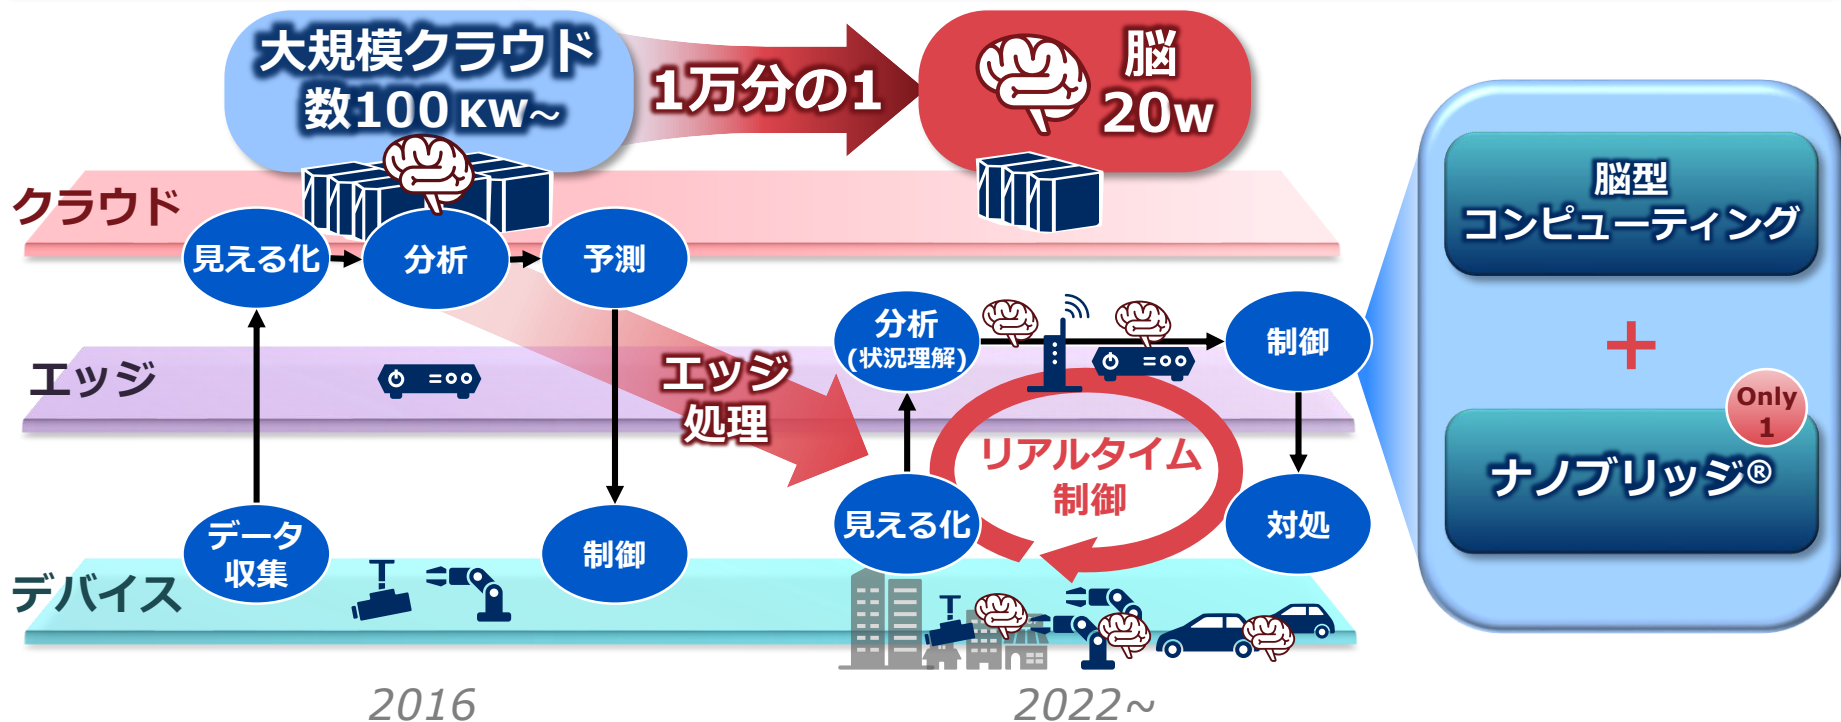 大規模クラウド
数100 KW~
1万分の1
脳
20W
クラウド
見える化
分析
予測
エッジ
エッジ
処理
分析
(状況理解)
制御
リアルタイム
制御
デバイス
データ
収集
制御
見える化
対処
2016
2022~
脳型
コンピューティング
+
Only
1
ナノブリッジ®